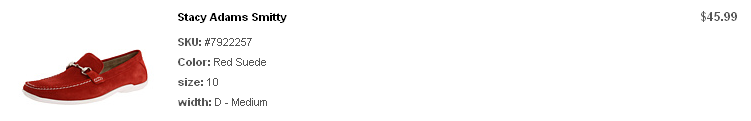 Stacy Adams Smitty $45.99
SKU: #7922257
Color: Red Suede
size: 10
width: D - Medium